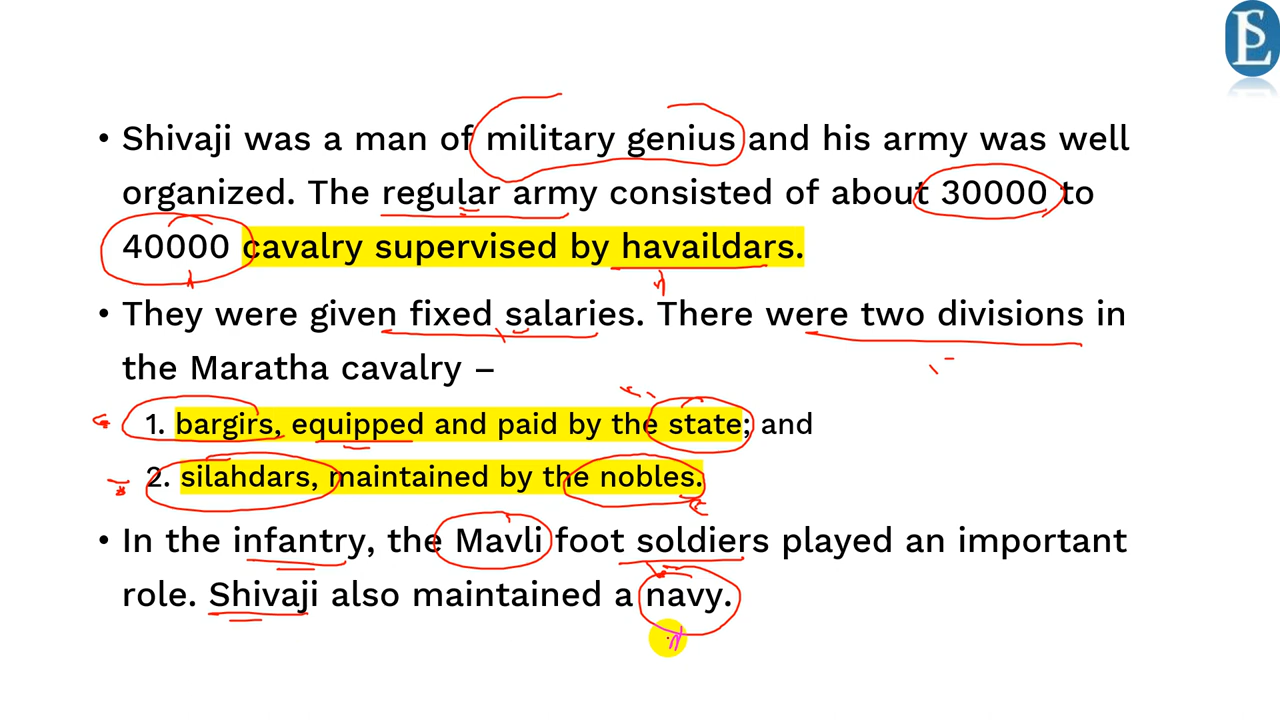 • Shivaji was a man of military genius and his army was well
organized. The regular army consisted of about 30000 to
40000 cavalry supervised by havaildars.
• They were given fixed salaries. There were two divisions in
the Maratha cavalry –
1. bargirs, equipped and paid by the state; and
2. silahdars, maintained by the nobles.
• In the infantry, the Mavli foot soldiers played an important
role. Shivaji also maintained a navy.